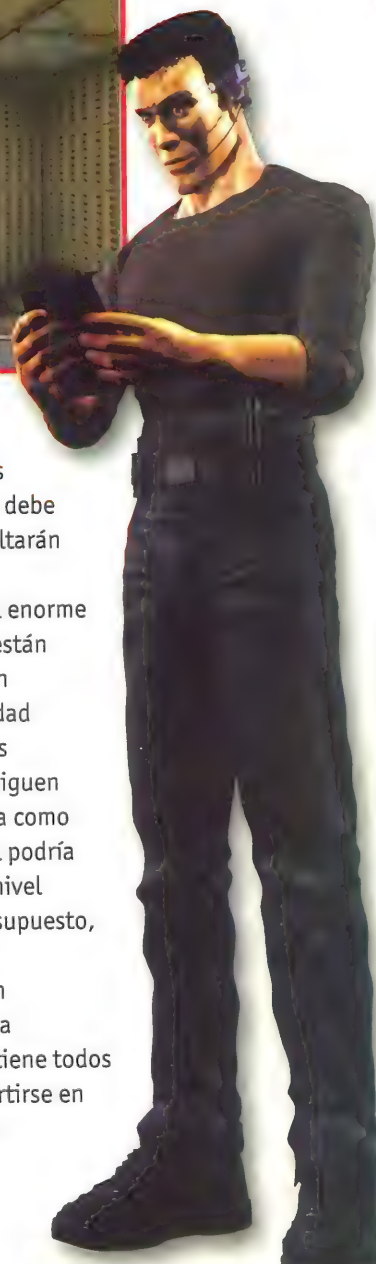 s
debe
ltarán
l enorme
están
n
dad
s
iguen
a como
l podría
nivel
supuesto,
n
a
tiene todos
rtirse en